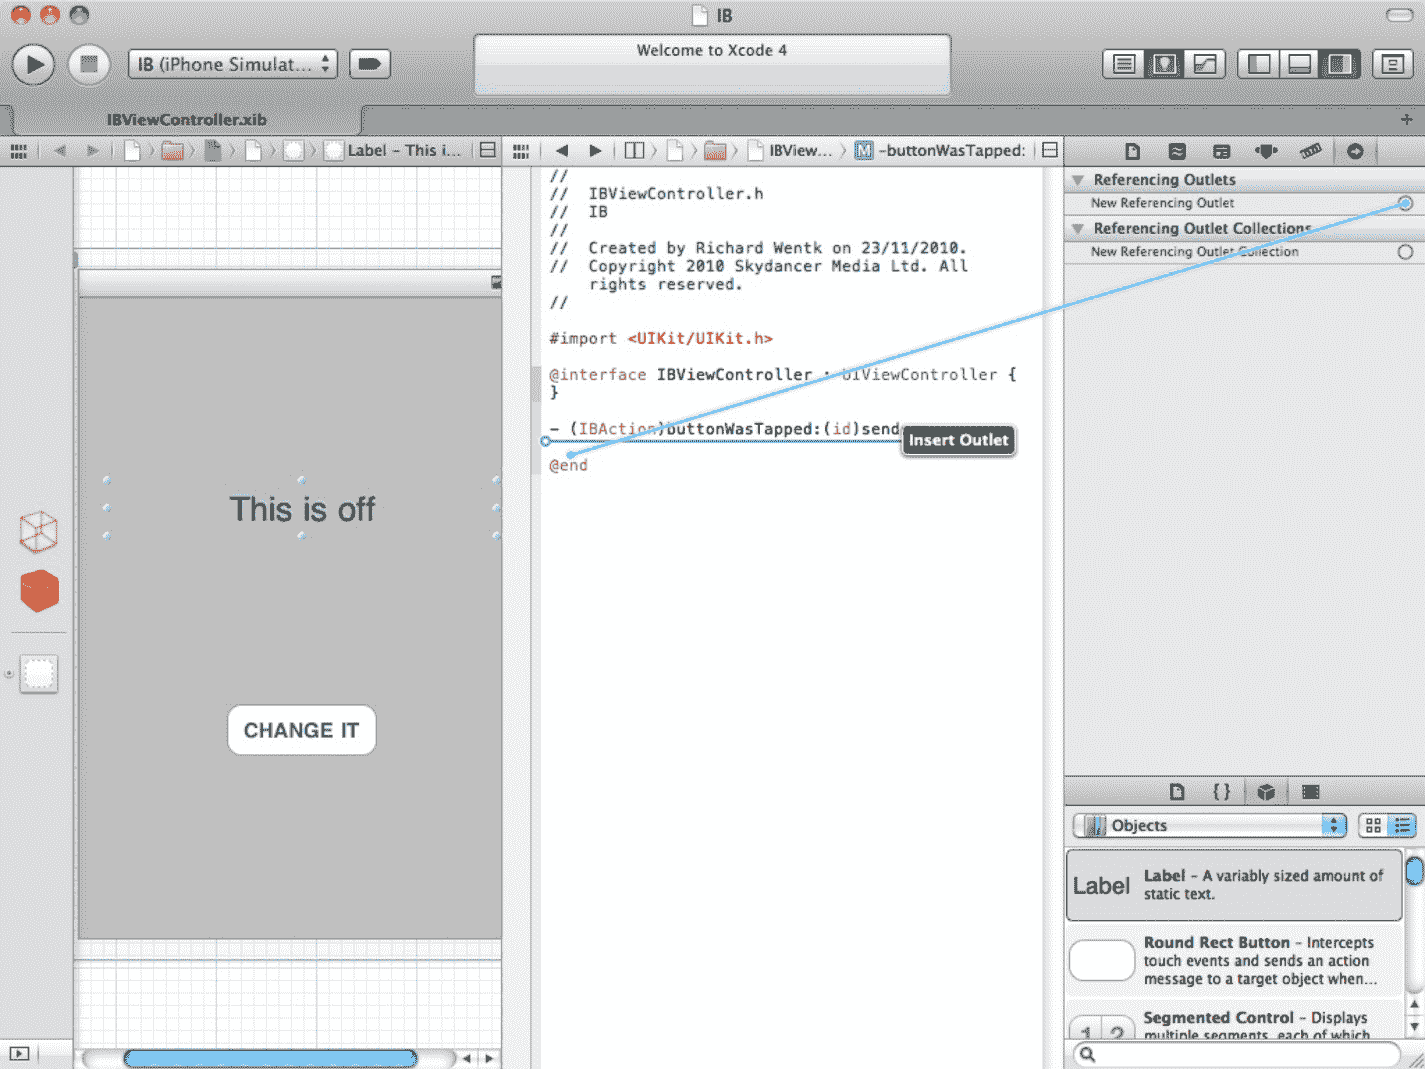 IB
IB (iPhone Simulat...
Welcome to Xcode 4
IBViewController.xib
Label - This i...
IBView...
M -buttonWasTapped:
//
//  IBViewController.h
//  IB
//
//  Created by Richard Wentk on 23/11/2010.
//  Copyright 2010 Skydancer Media Ltd. All
rights reserved.
//
#import <UIKit/UIKit.h>
@interface IBViewController : UIViewController {
}
- (IBAction)buttonWasTapped:(id)send
Insert Outlet
@end
This is off
CHANGE IT
Referencing Outlets
New Referencing Outlet
Referencing Outlet Collections
New Referencing Outlet Collection
{ }
Objects
Label
Label - A variably sized amount of
static text.
Round Rect Button - Intercepts
touch events and sends an action
message to a target object when...
1 2
Segmented Control - Displays
multiple segments, each of which